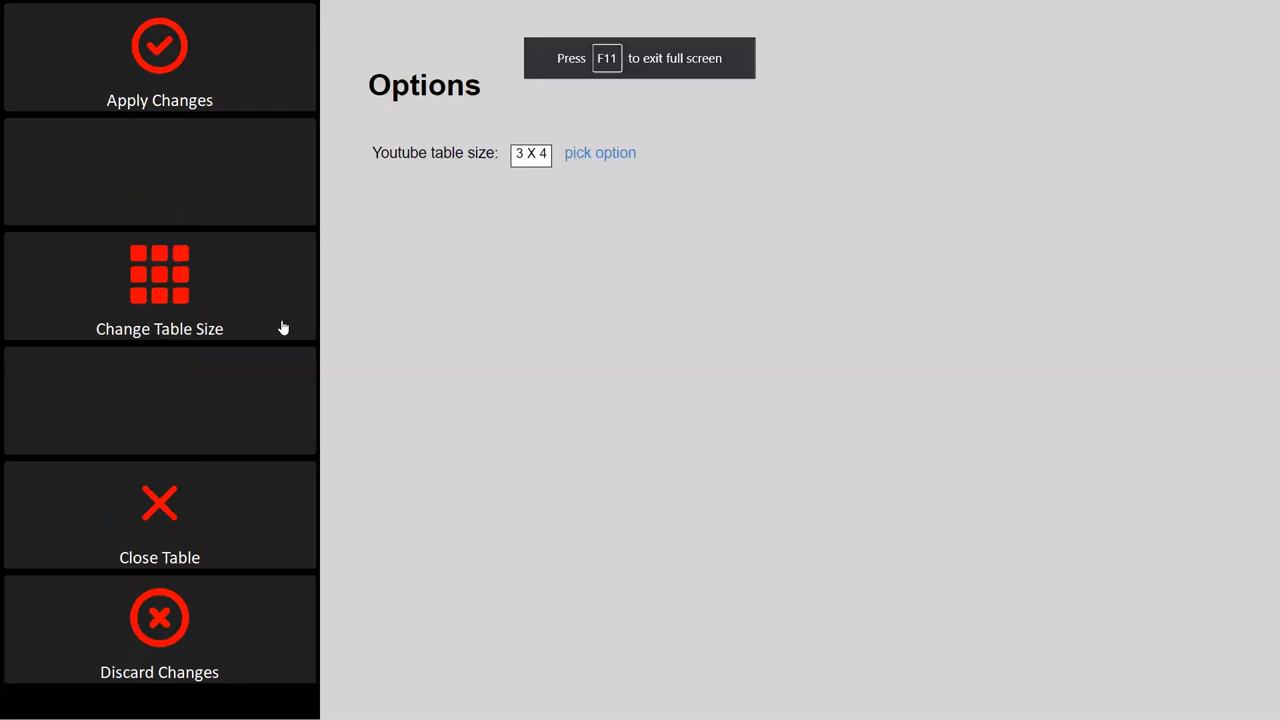 Apply Changes
Change Table Size
Close Table
Discard Changes
Press F11 to exit full screen
Options
Youtube table size: 3 X 4 pick option